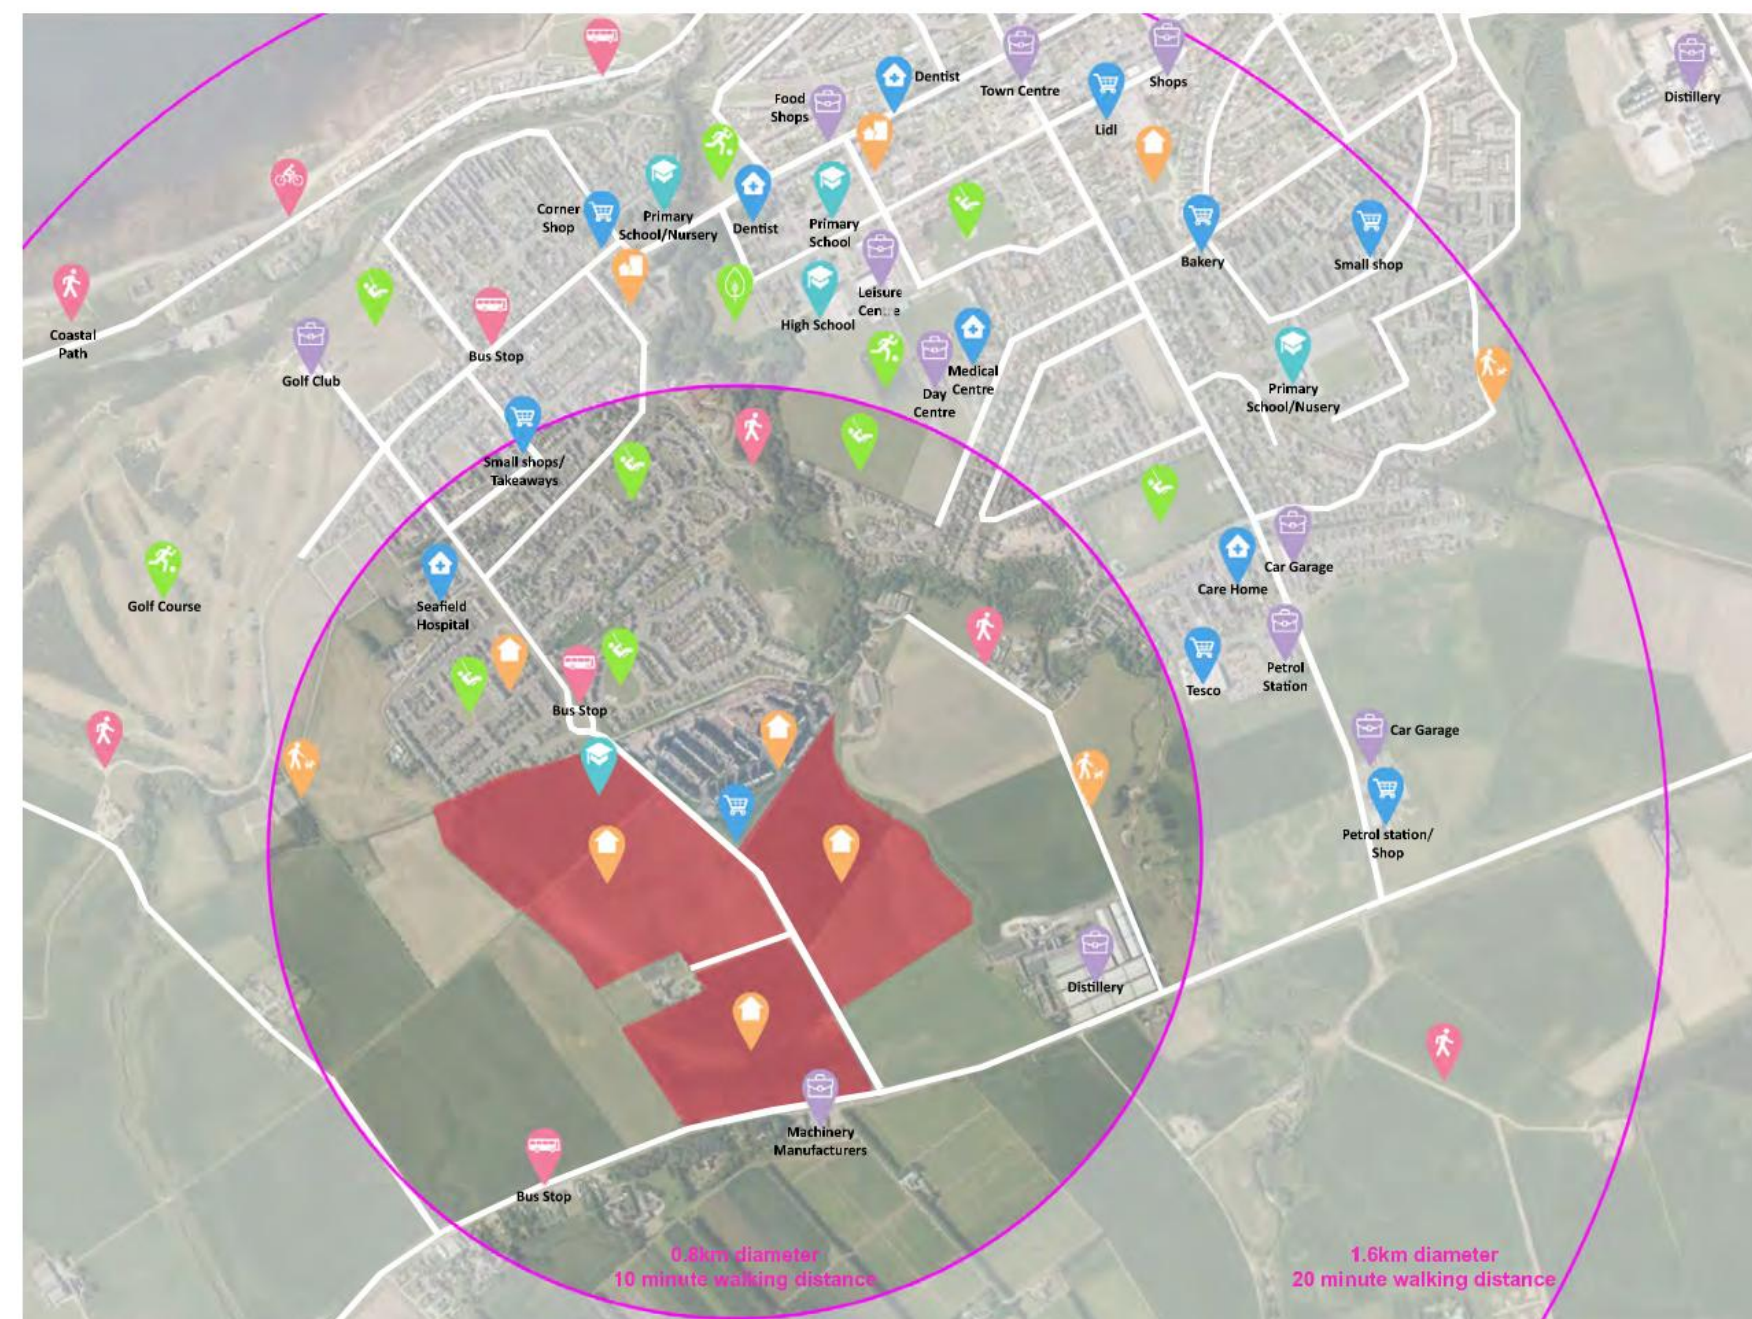 Dentist
Town Centre
Shops
Food
Shops
Lidl
Distillery
Corner
Shop
Primary
School/Nursery
Dentist
Primary
School
Bakery
Small shop
Leisure
Centre
High School
Coastal
Path
Golf Club
Bus Stop
Medical
Centre
Day
Centre
Primary
School/Nusery
Small shops/
Takeaways
Car Garage
Care Home
Golf Course
Seafield
Hospital
Petrol
Station
Tesco
Bus Stop
Car Garage
Petrol station/
Shop
Distillery
Machinery
Manufacturers
Bus Stop
0.8km diameter
10 minute walking distance
1.6km diameter
20 minute walking distance